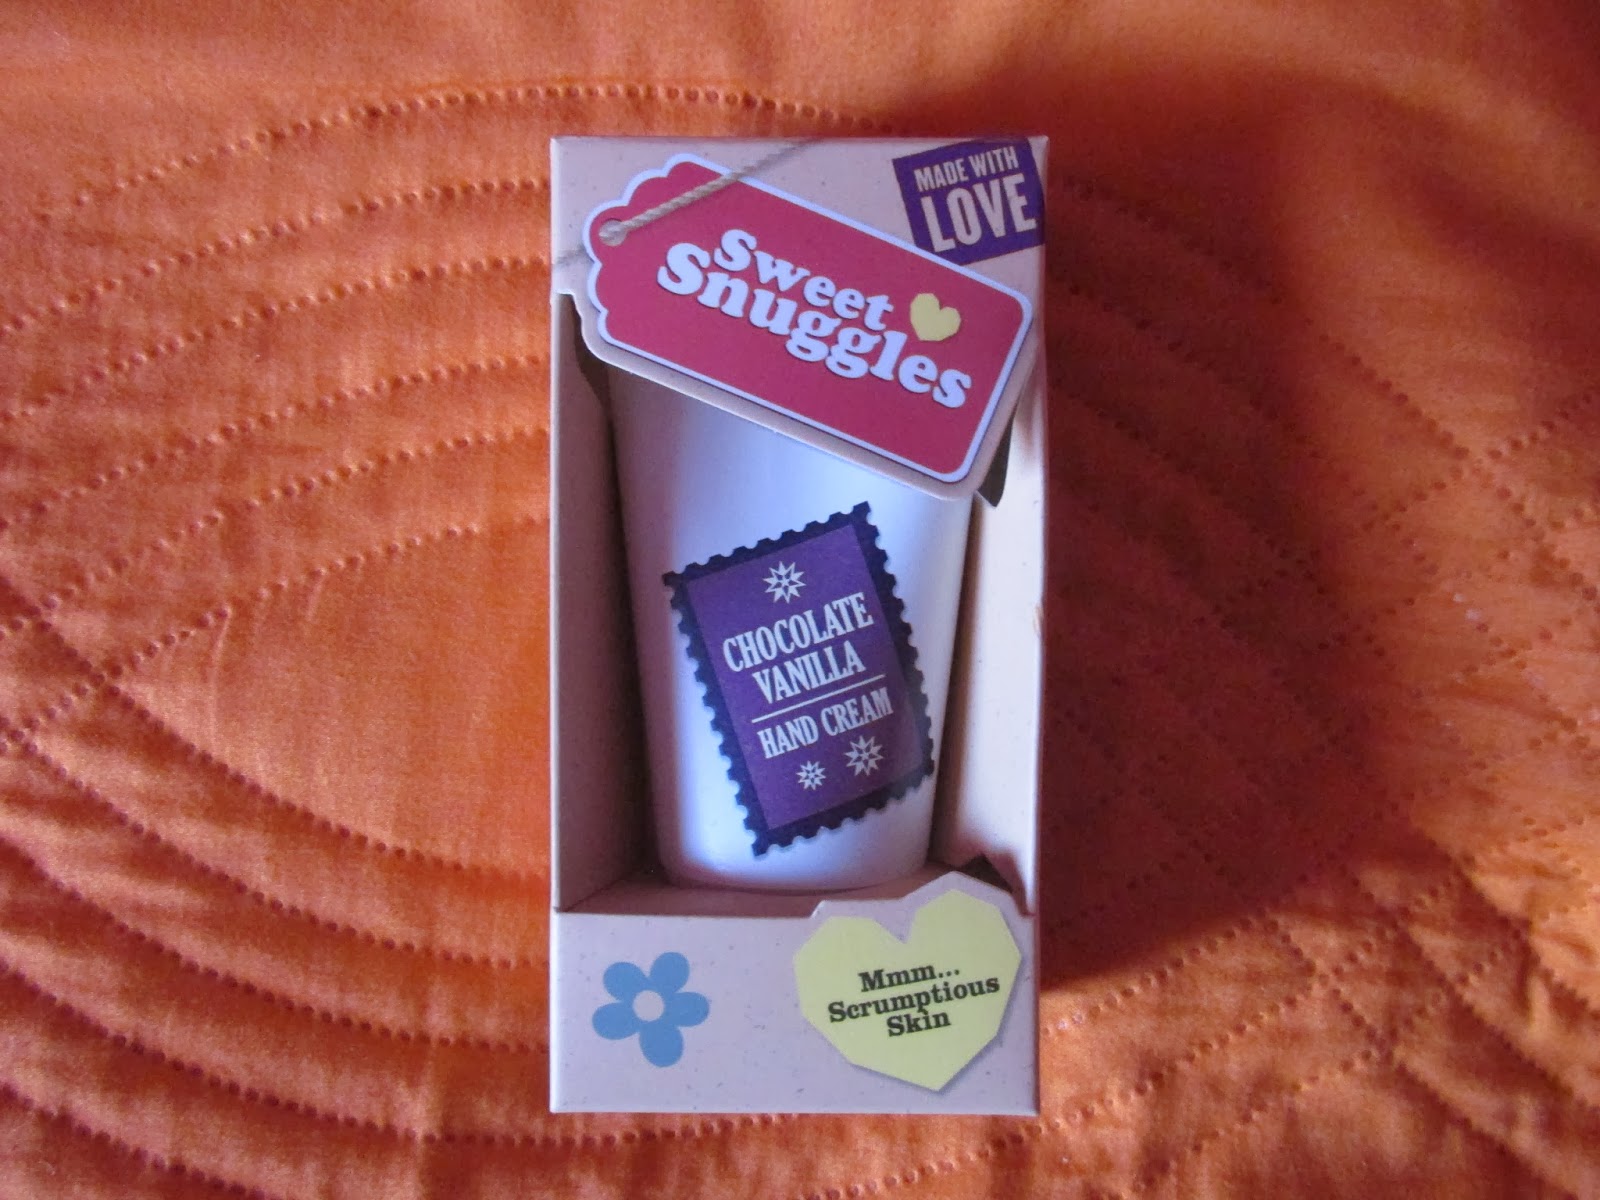 MADE WITH
LOVE
Sweet
Snuggles
CHOCOLATE
VANILLA
HAND CREAM
Mmm...
Scrumptious
Skin